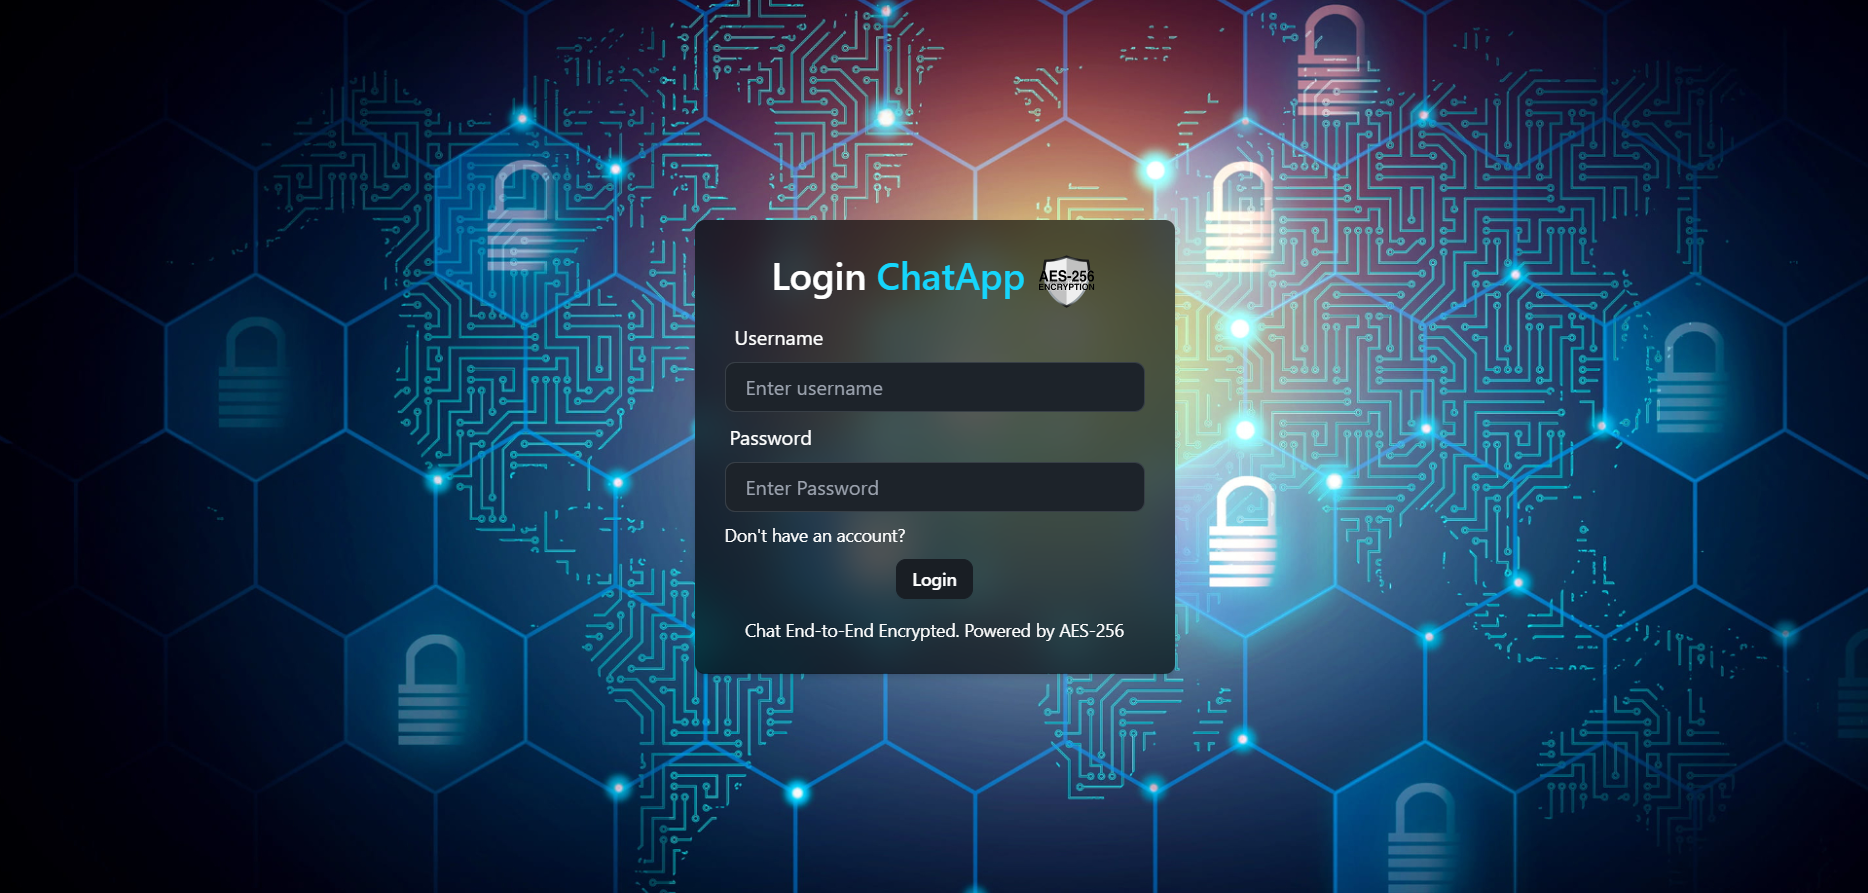 Login ChatApp
AES-256
ENCRYPTION
Username
Enter username
Password
Enter Password
Don't have an account?
Login
Chat End-to-End Encrypted. Powered by AES-256